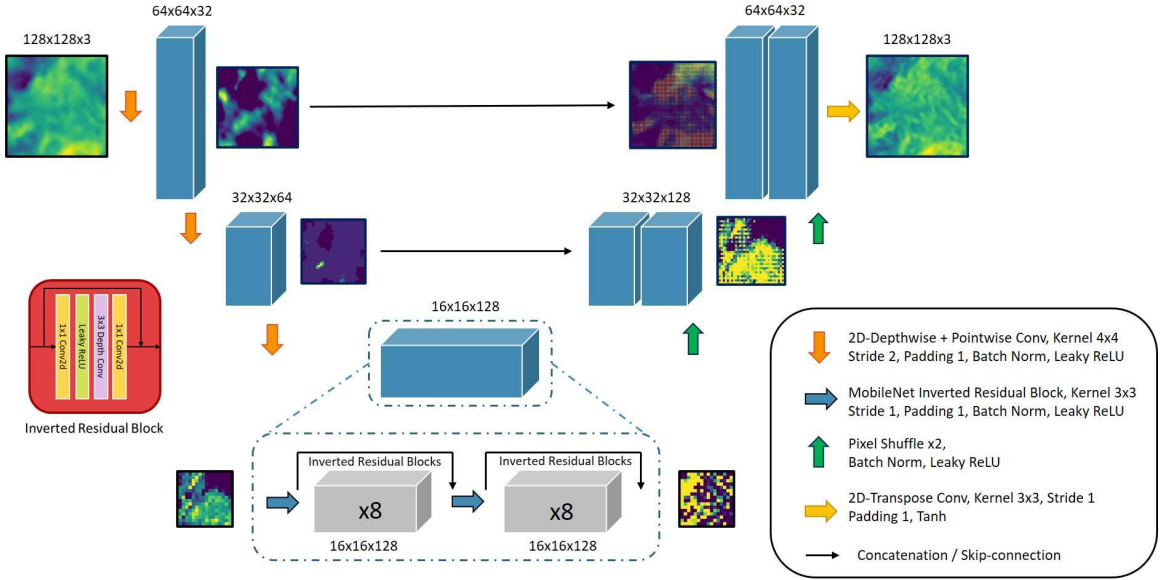 64x64x32
64x64x32
128x128x3
128x128x3
32x32x64
32x32x128
16x16x128
1x1 Conv2d
Leaky ReLU
3x3 Depth Conv
1x1 Conv2d
Inverted Residual Block
Inverted Residual Blocks
Inverted Residual Blocks
x8
x8
16x16x128
16x16x128
2D-Depthwise + Pointwise Conv, Kernel 4x4
Stride 2, Padding 1, Batch Norm, Leaky ReLU
MobileNet Inverted Residual Block, Kernel 3x3
Stride 1, Padding 1, Batch Norm, Leaky ReLU
Pixel Shuffle x2,
Batch Norm, Leaky ReLU
2D-Transpose Conv, Kernel 3x3, Stride 1
Padding 1, Tanh
Concatenation / Skip-connection